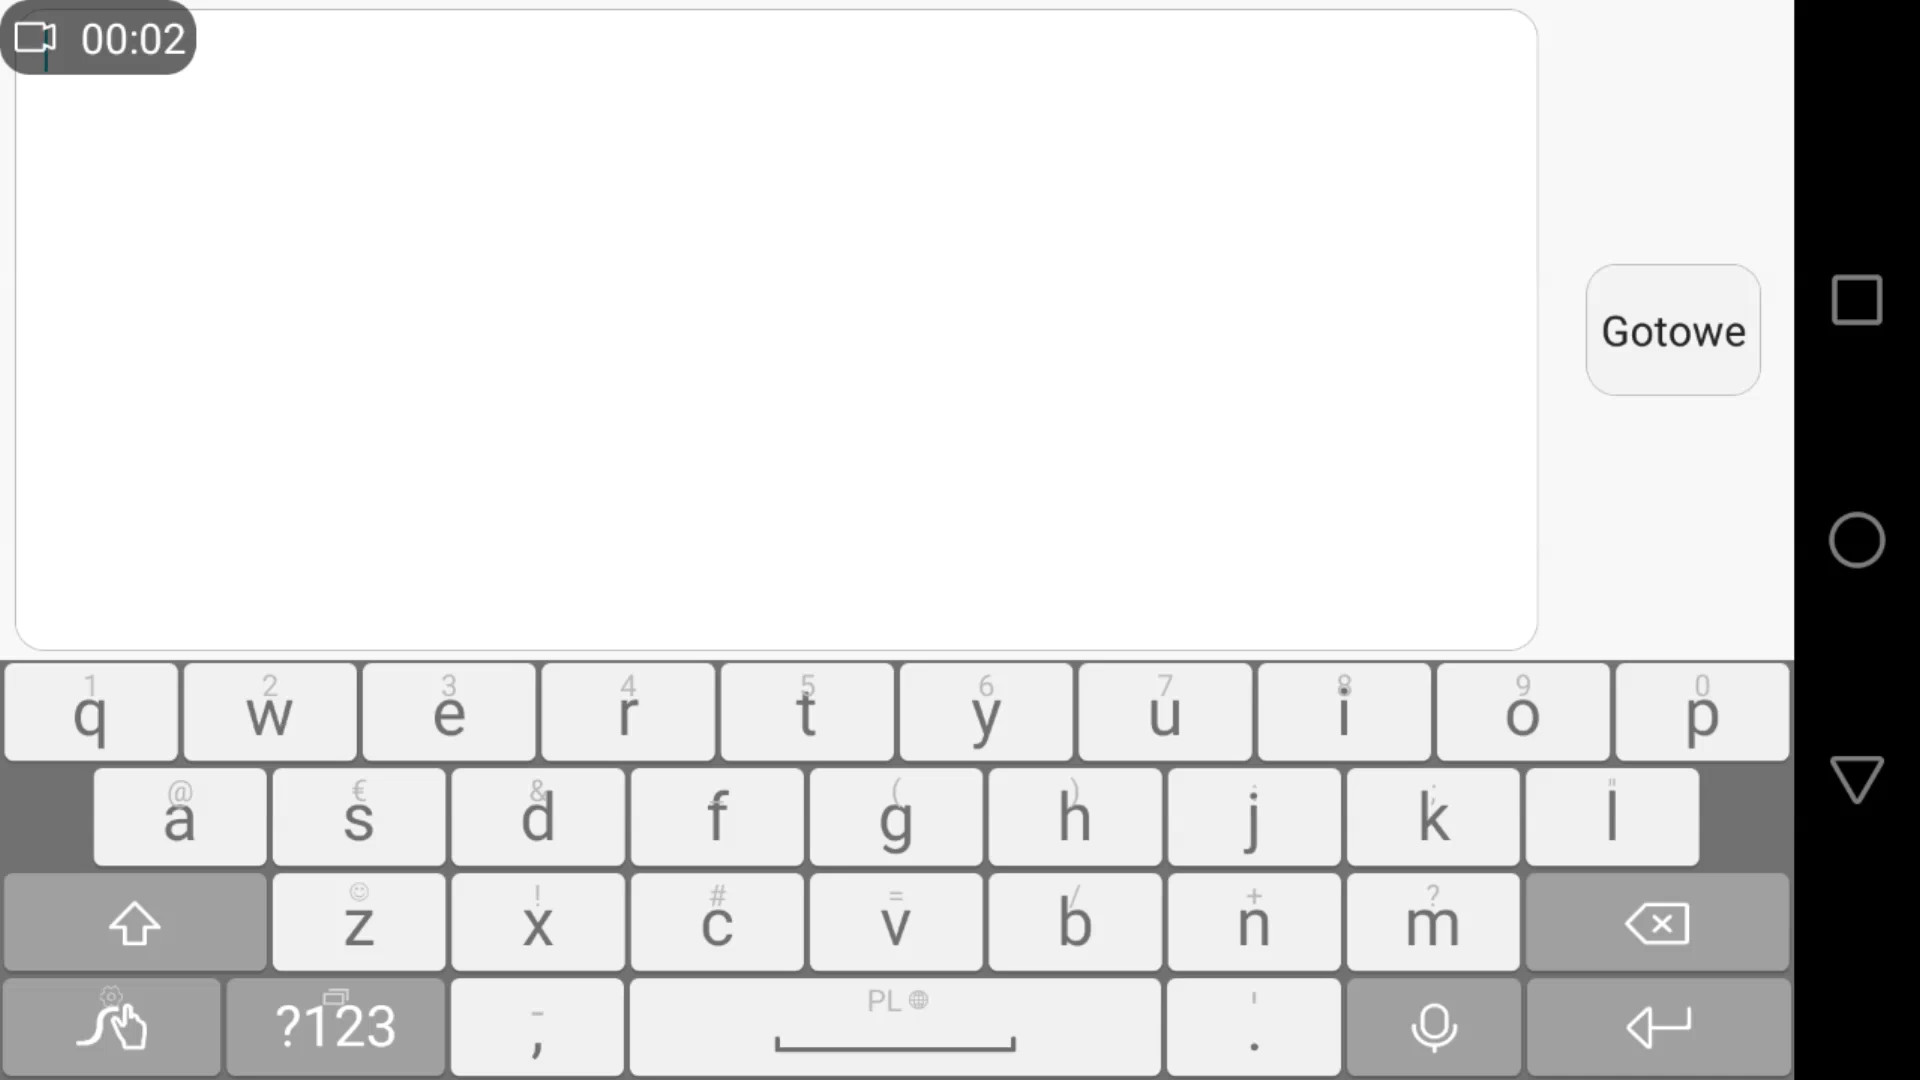 00:02
Gotowe
1 2 3 4 5 6 7 8 9 0
q w e r t y u i o p
@ € & _ ( ) : ; "
a s d f g h j k l
! # = / + ?
z x c v b n m
PL
?123 - , ' .